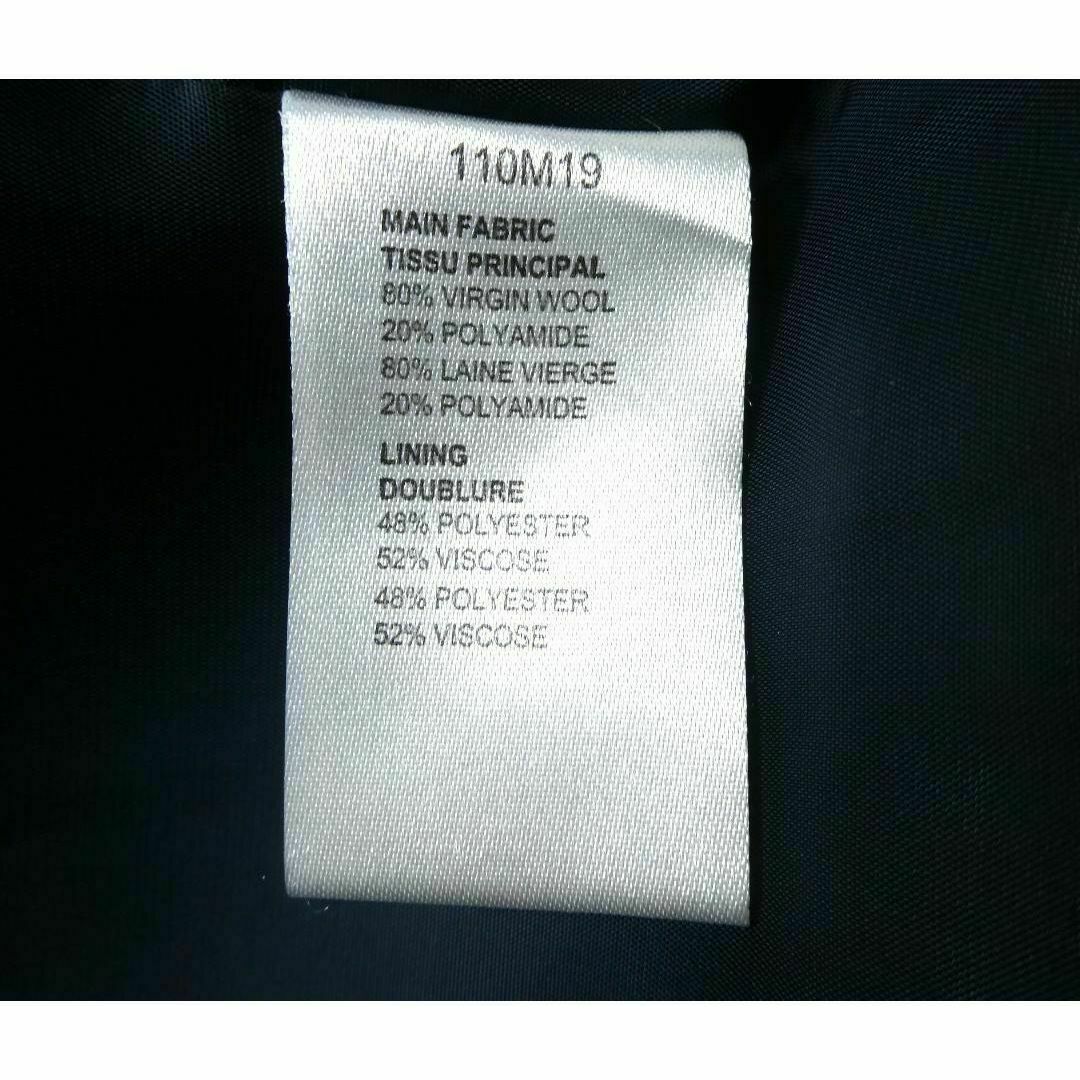 110M19
MAIN FABRIC
TISSU PRINCIPAL
80% VIRGIN WOOL
20% POLYAMIDE
80% LAINE VIERGE
20% POLYAMIDE
LINING
DOUBLURE
48% POLYESTER
52% VISCOSE
48% POLYESTER
52% VISCOSE